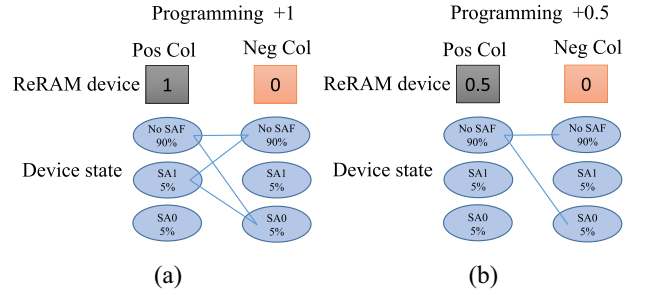 Programming +1
Pos Col
Neg Col
ReRAM device
1
0
No SAF
90%
No SAF
90%
Device state
SA1
5%
SA1
5%
SA0
5%
SA0
5%
(a)
Programming +0.5
Pos Col
Neg Col
ReRAM device
0.5
0
No SAF
90%
No SAF
90%
Device state
SA1
5%
SA1
5%
SA0
5%
SA0
5%
(b)